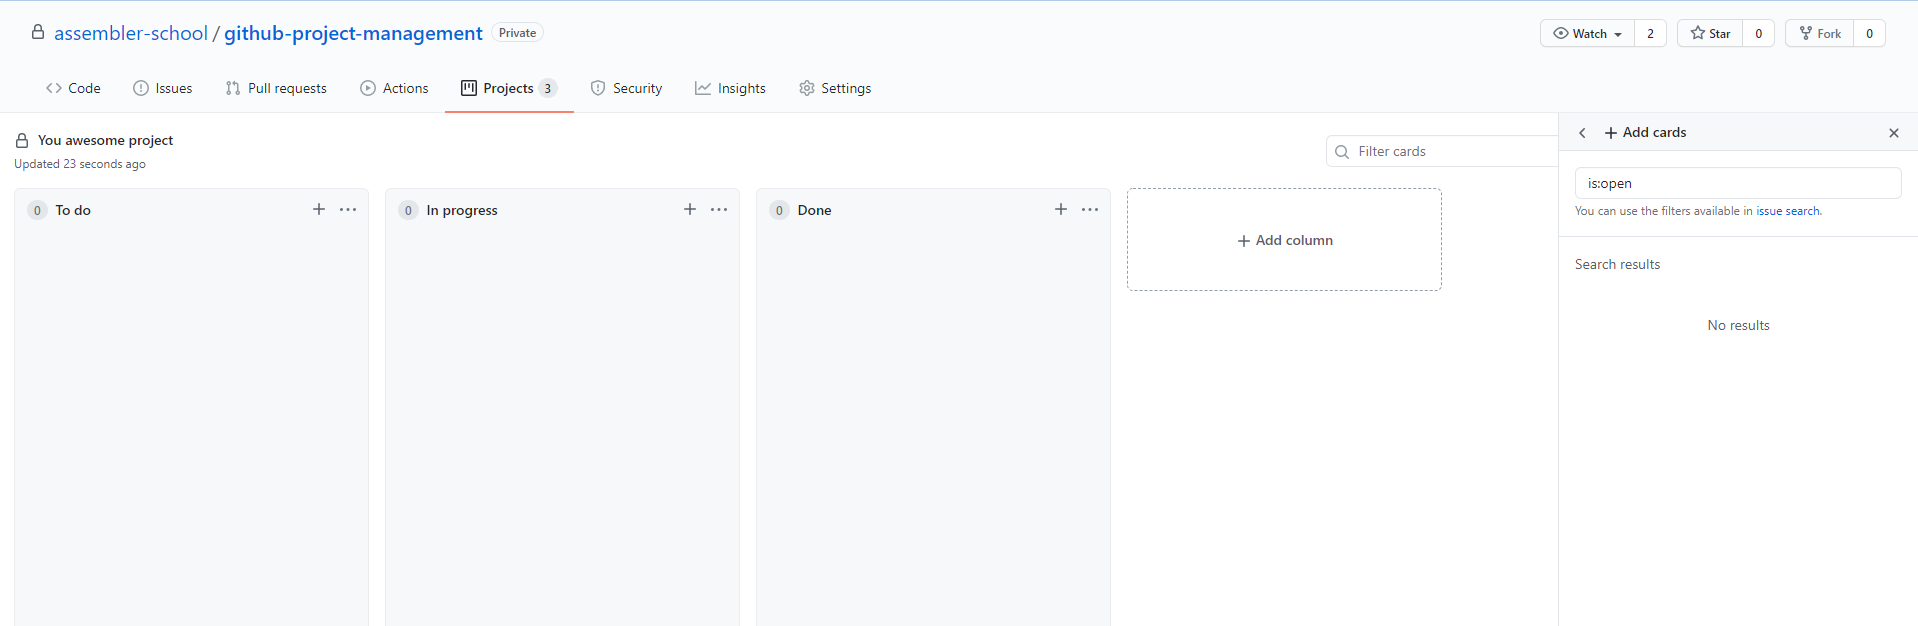 assembler-school / github-project-management Private
Watch 2 Star 0 Fork 0
Code Issues Pull requests Actions Projects 3 Security Insights Settings
You awesome project
Updated 23 seconds ago
Filter cards
0 To do
0 In progress
0 Done
Add column
Add cards
is:open
You can use the filters available in issue search.
Search results
No results